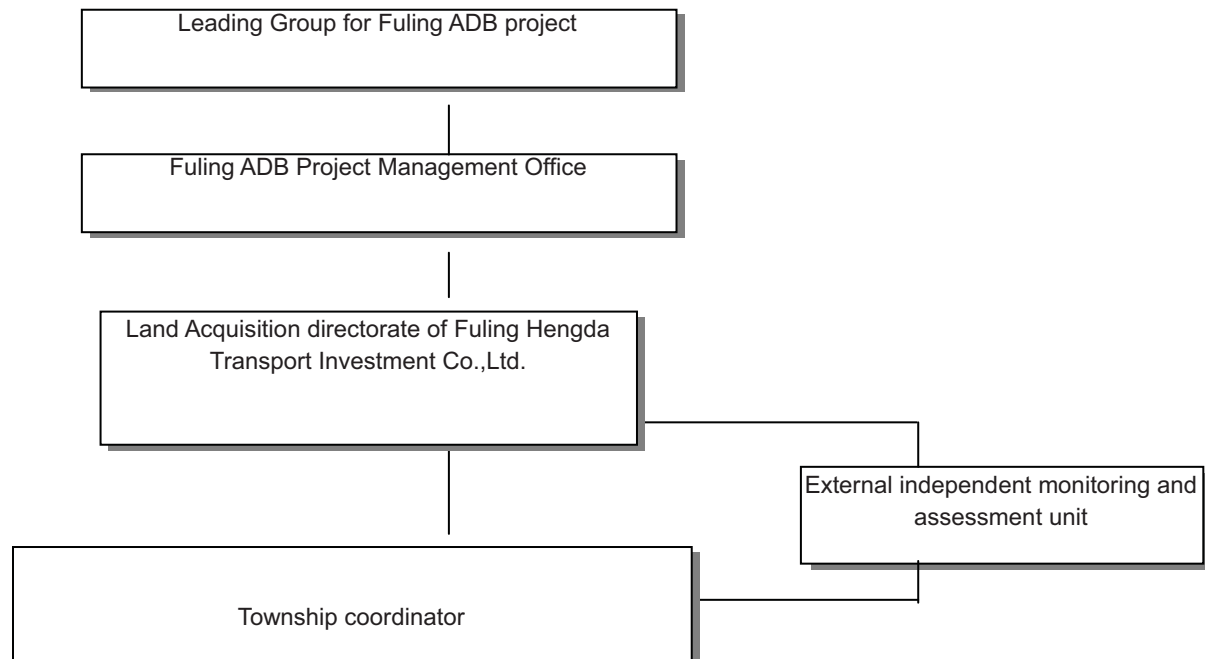 Leading Group for Fuling ADB project
Fuling ADB Project Management Office
Land Acquisition directorate of Fuling Hengda
Transport Investment Co.,Ltd.
External independent monitoring and
assessment unit
Township coordinator